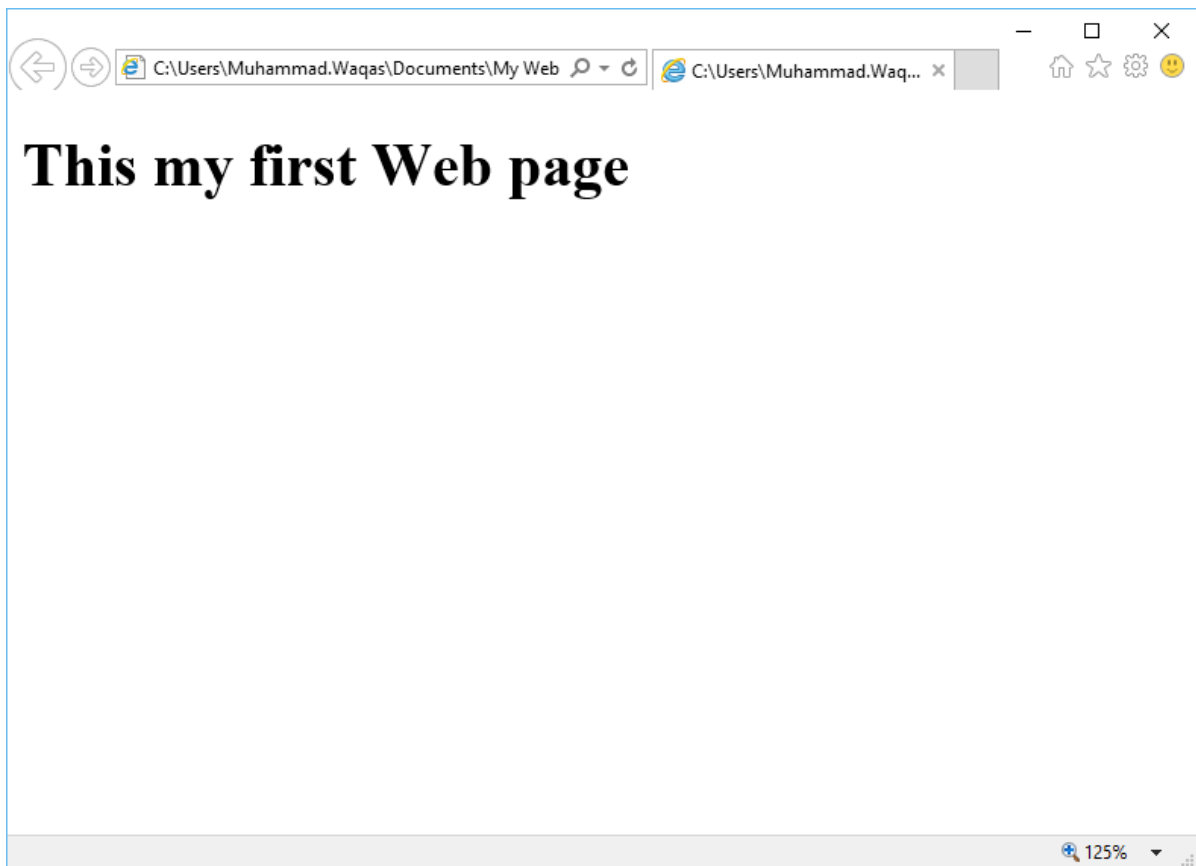 C:\Users\Muhammad.Waqas\Documents\My Web
C:\Users\Muhammad.Waq...
This my first Web page
125%